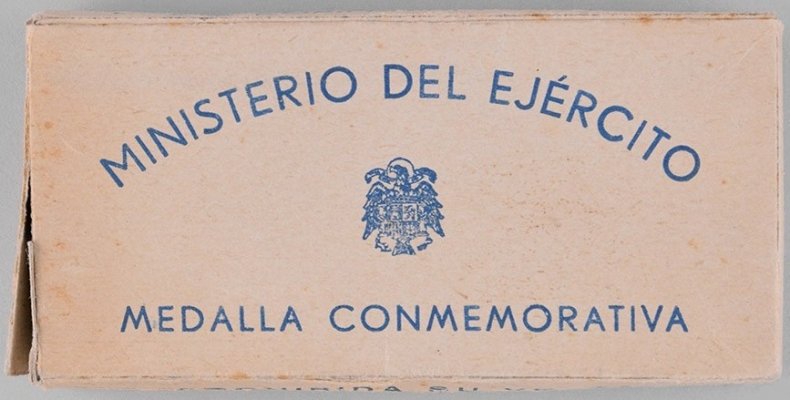 MINISTERIO DEL EJÉRCITO
MEDALLA CONMEMORATIVA